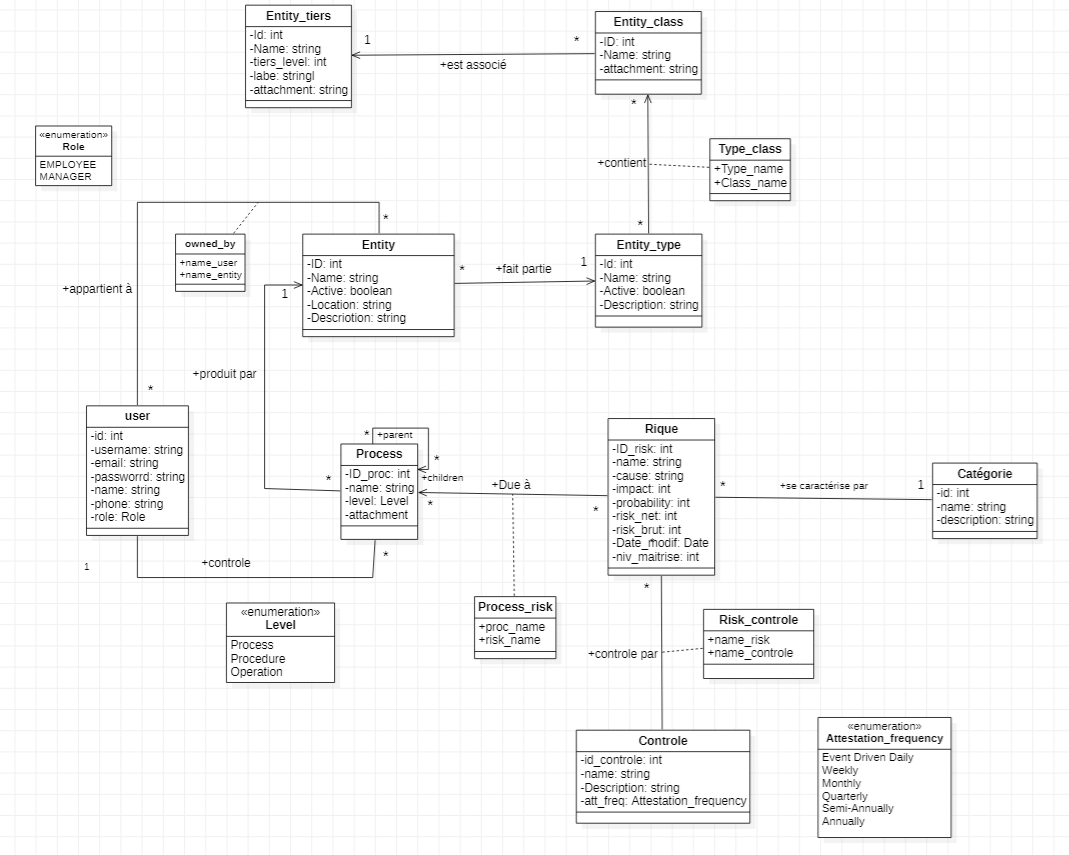 Entity_tiers
-Id: int
-Name: string
-tiers_level: int
-labe: stringl
-attachment: string
1
*
+est associé
Entity_class
-ID: int
-Name: string
-attachment: string
*
«enumeration»
Role
EMPLOYEE
MANAGER
+contient
Type_class
+Type_name
+Class_name
*
*
owned_by
+name_user
+name_entity
Entity
-ID: int
-Name: string
-Active: boolean
-Location: string
-Descriotion: string
*
+fait partie
1
Entity_type
-Id: int
-Name: string
-Active: boolean
-Description: string
+appartient à
1
+produit par
*
user
-id: int
-username: string
-email: string
-passworrd: string
-name: string
-phone: string
-role: Role
*
+parent
*
+children
Process
-ID_proc: int
-name: string
-level: Level
-attachment
*
*
+Due à
*
Rique
-ID_risk: int
-name: string
-cause: string
-impact: int
-probability: int
-risk_net: int
-risk_brut: int
-Date_modif: Date
-niv_maitrise: int
*
+se caractérise par
1
Catégorie
-id: int
-name: string
-description: string
1
+controle
*
*
«enumeration»
Level
Process
Procedure
Operation
Process_risk
+proc_name
+risk_name
+controle par
Risk_controle
+name_risk
+name_controle
Controle
-id_controle: int
-name: string
-Description: string
-att_freq: Attestation_frequency
«enumeration»
Attestation_frequency
Event Driven Daily
Weekly
Monthly
Quarterly
Semi-Annually
Annually